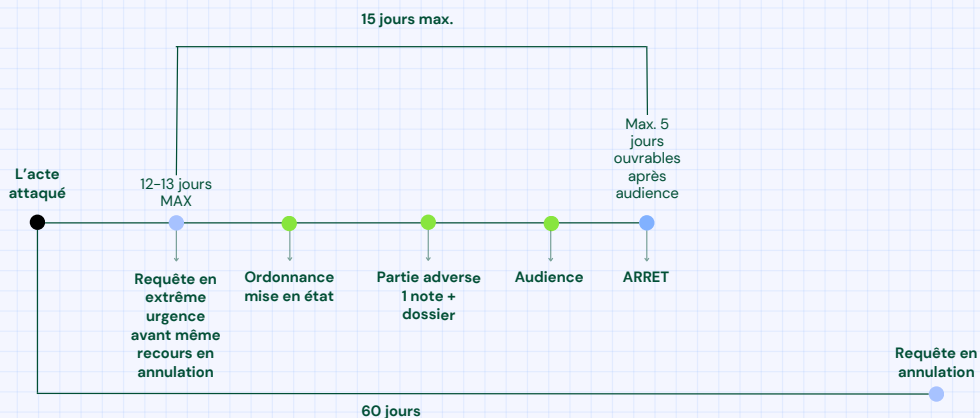 15 jours max.
Max. 5
jours
ouvrables
après
audience
L'acte
attaqué
12-13 jours
MAX
Requête en
extrême
urgence
avant même
recours en
annulation
Ordonnance
mise en état
Partie adverse
1 note +
dossier
Audience
ARRET
Requête en
annulation
60 jours